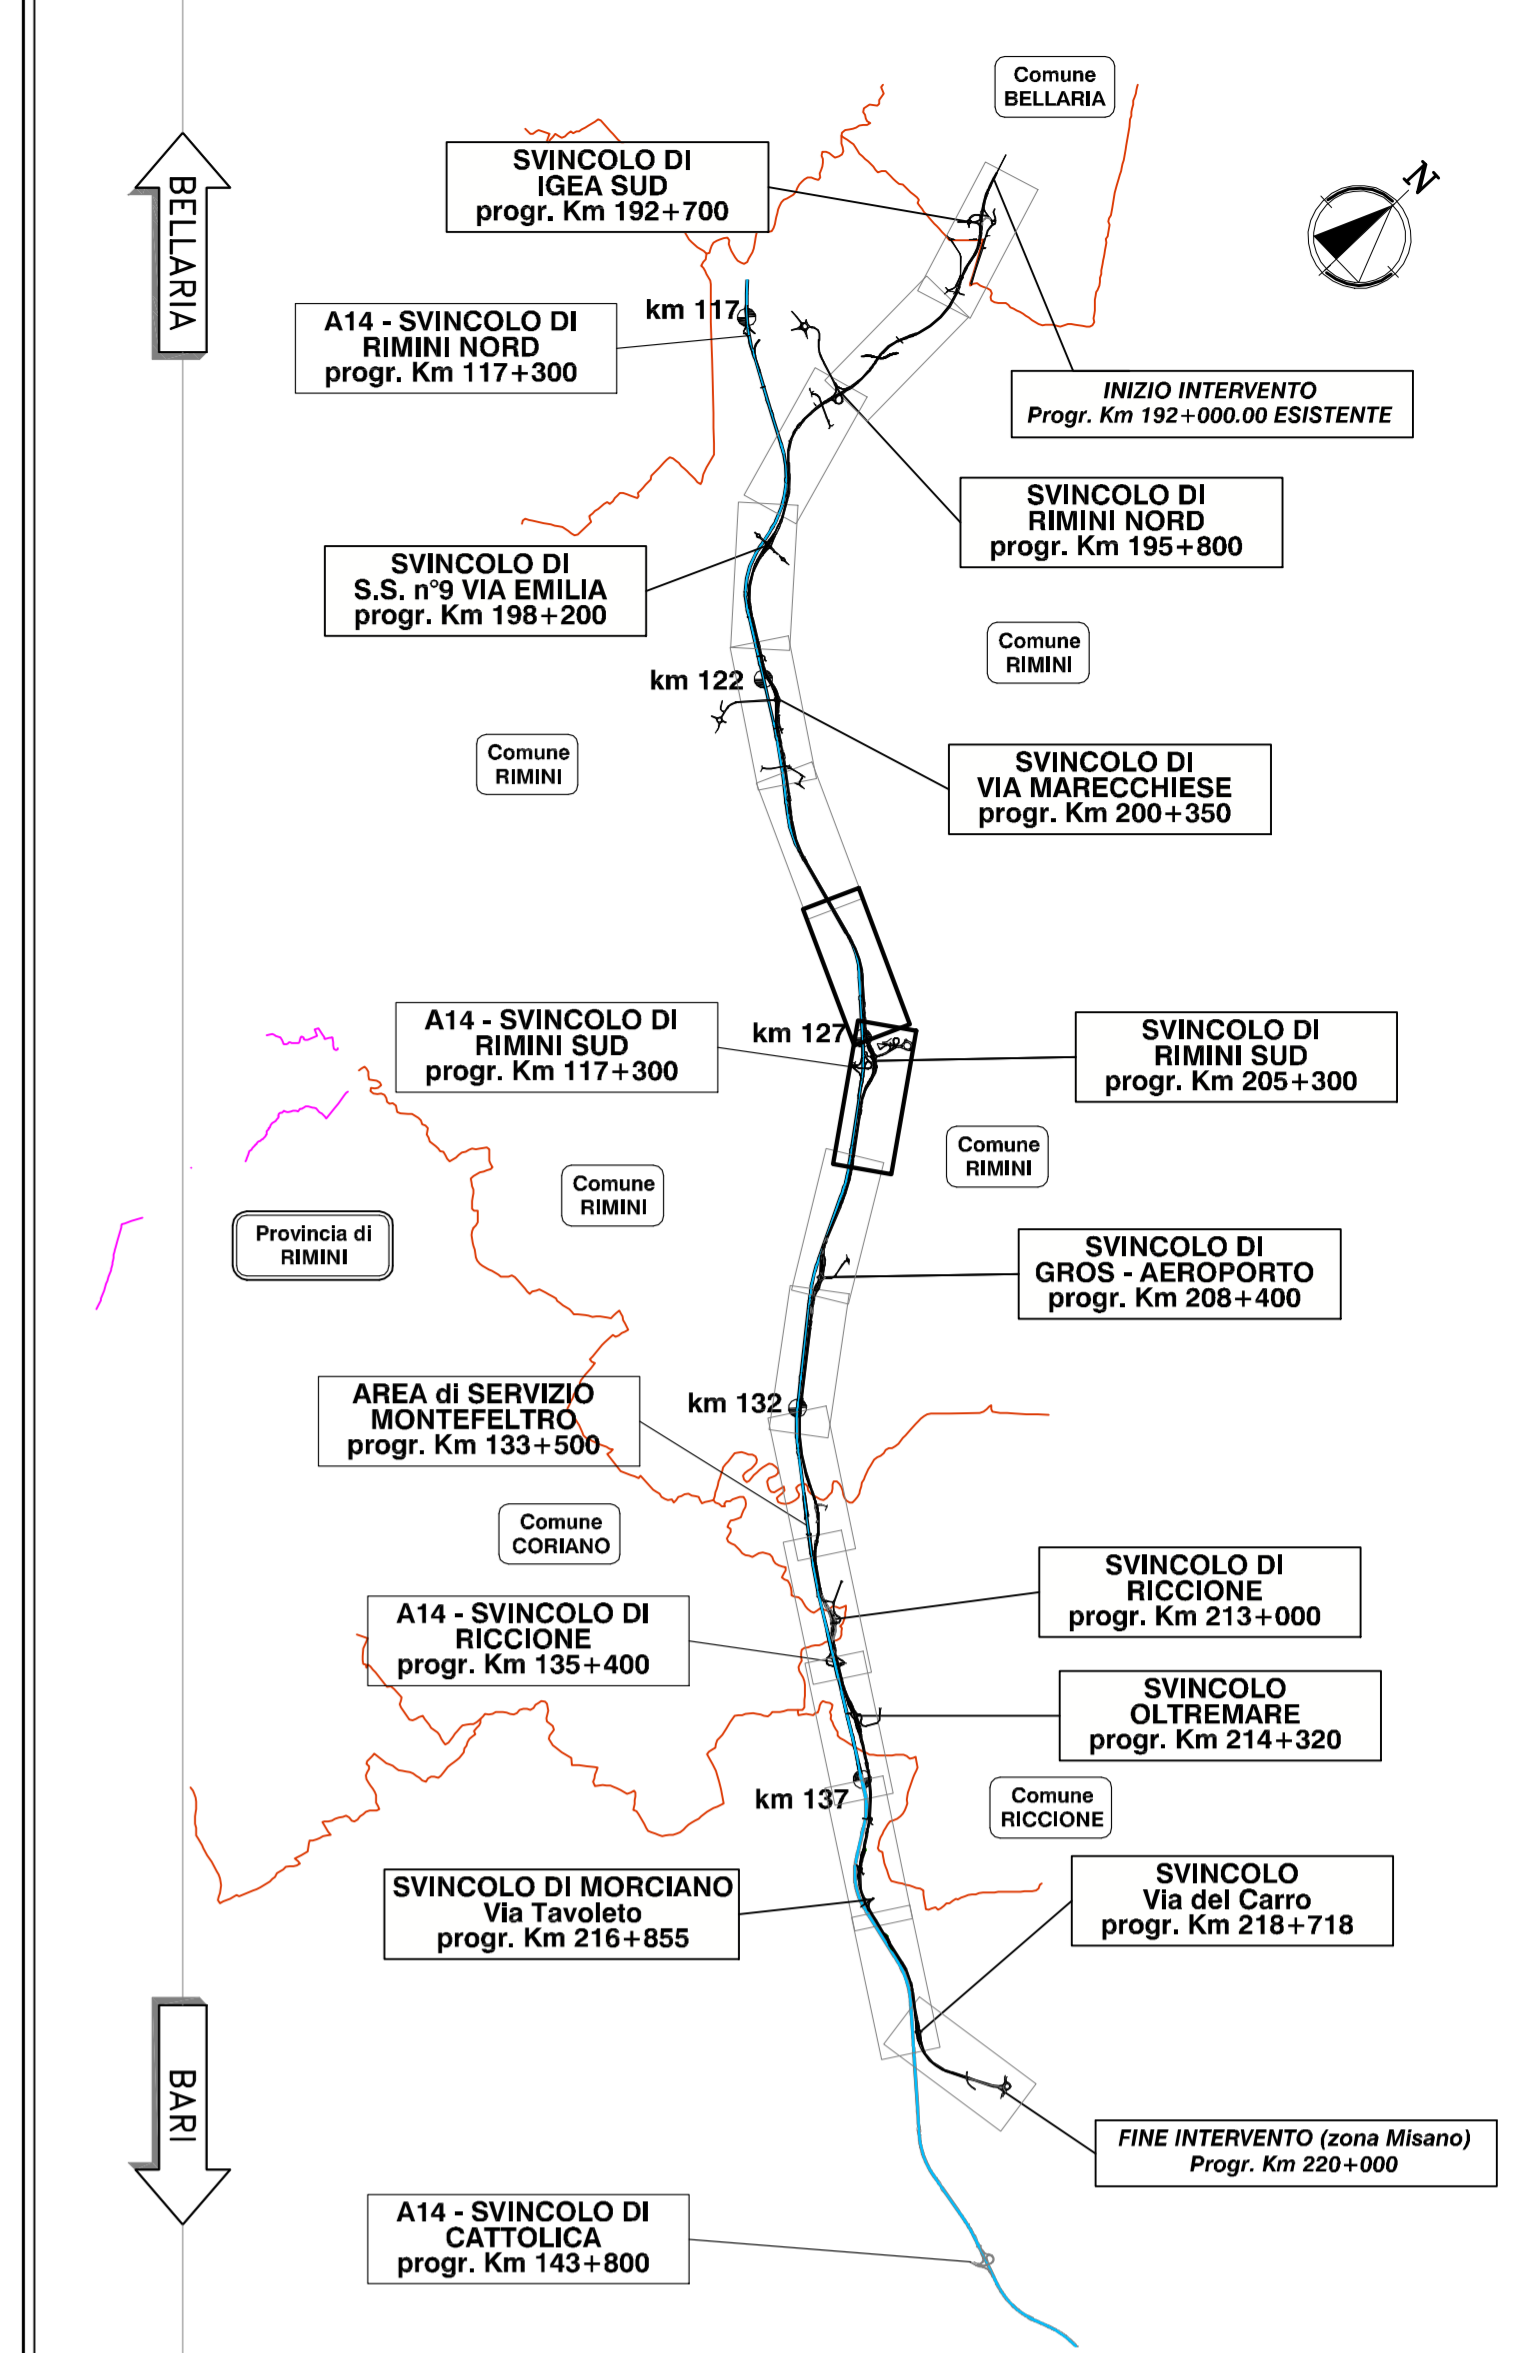 Comune
BELLARIA
SVINCOLO DI
IGEA SUD
progr. Km 192+700
N
BELLARIA
km 117
A14 - SVINCOLO DI
RIMINI NORD
progr. Km 117+300
INIZIO INTERVENTO
Progr. Km 192+000.00 ESISTENTE
SVINCOLO DI
RIMINI NORD
progr. Km 195+800
SVINCOLO DI
S.S. n°9 VIA EMILIA
progr. Km 198+200
Comune
RIMINI
km 122
Comune
RIMINI
SVINCOLO DI
VIA MARECCHIESE
progr. Km 200+350
A14 - SVINCOLO DI
RIMINI SUD
progr. Km 117+300
km 127
SVINCOLO DI
RIMINI SUD
progr. Km 205+300
Comune
RIMINI
Comune
RIMINI
Provincia di
RIMINI
SVINCOLO DI
GROS - AEROPORTO
progr. Km 208+400
AREA di SERVIZIO
MONTEFELTRO
progr. Km 133+500
km 132
Comune
CORIANO
SVINCOLO DI
RICCIONE
progr. Km 213+000
A14 - SVINCOLO DI
RICCIONE
progr. Km 135+400
SVINCOLO
OLTREMARE
progr. Km 214+320
km 137
Comune
RICCIONE
SVINCOLO DI MORCIANO
Via Tavoleto
progr. Km 216+855
SVINCOLO
Via del Carro
progr. Km 218+718
BARI
FINE INTERVENTO (zona Misano)
Progr. Km 220+000
A14 - SVINCOLO DI
CATTOLICA
progr. Km 143+800